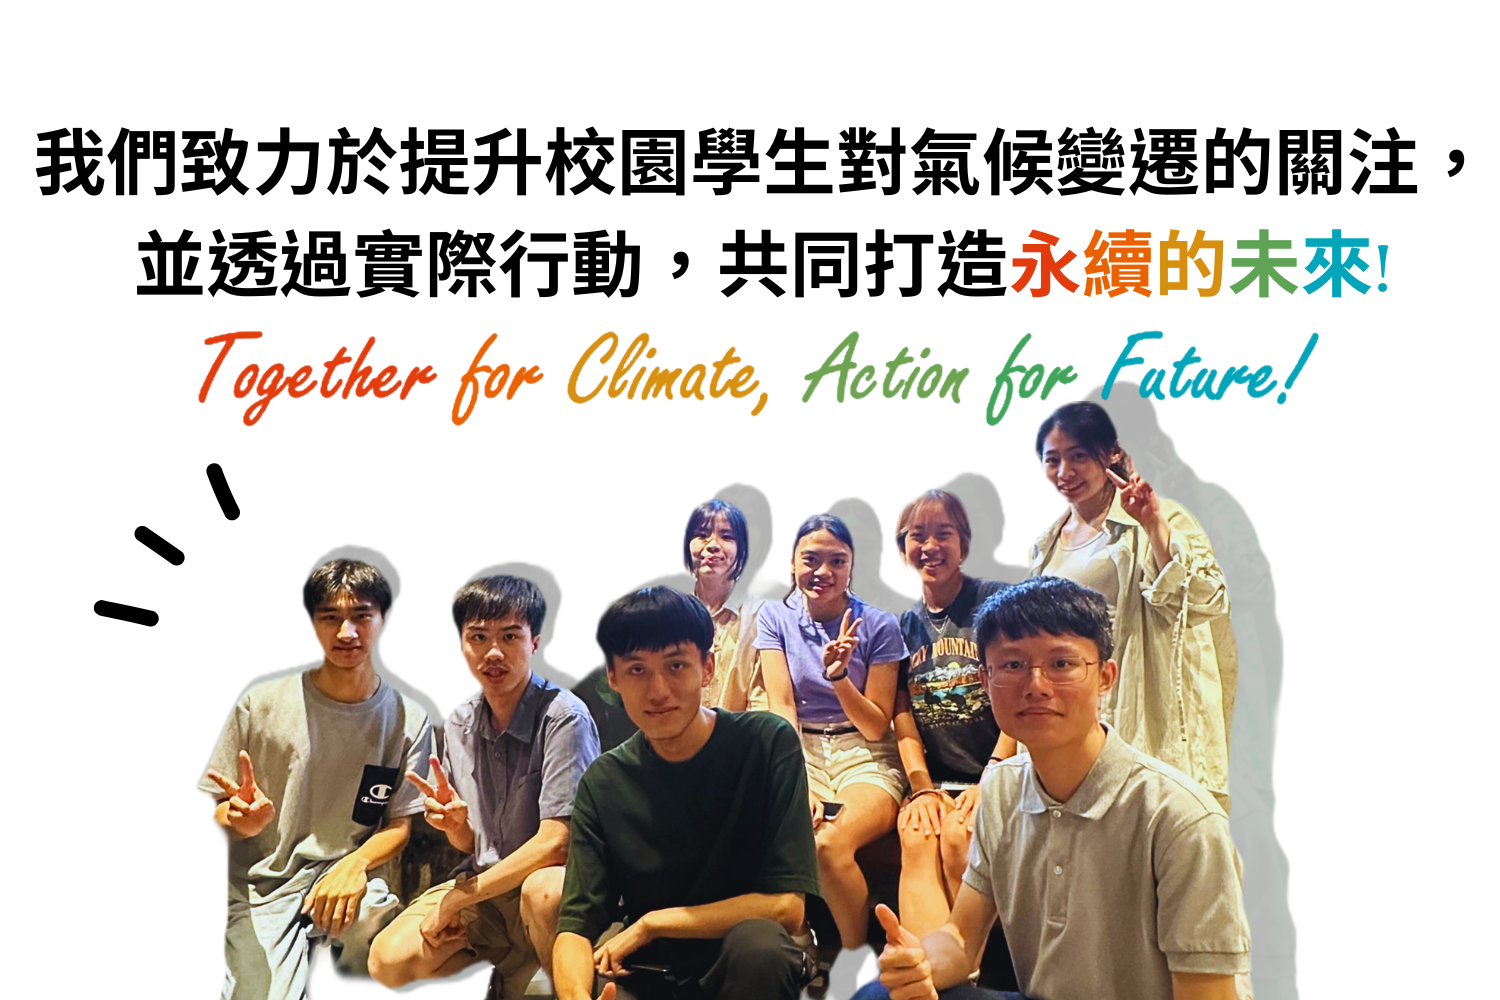 我們致力於提升校園學生對氣候變遷的關注，
並透過實際行動，共同打造永續的未來!
Together for Climate, Action for Future!
MOUNTAIN
Champion